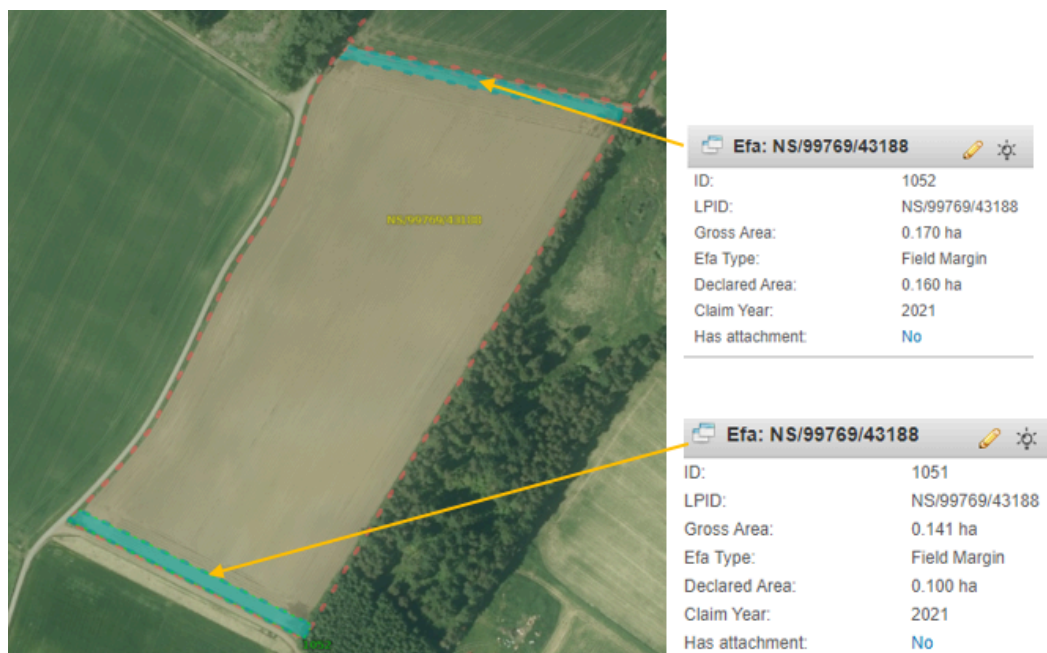 NS/99769/43188
Efa: NS/99769/43188
ID: 1052
LPID: NS/99769/43188
Gross Area: 0.170 ha
Efa Type: Field Margin
Declared Area: 0.160 ha
Claim Year: 2021
Has attachment: No
Efa: NS/99769/43188
ID: 1051
LPID: NS/99769/43188
Gross Area: 0.141 ha
Efa Type: Field Margin
Declared Area: 0.100 ha
Claim Year: 2021
Has attachment: No